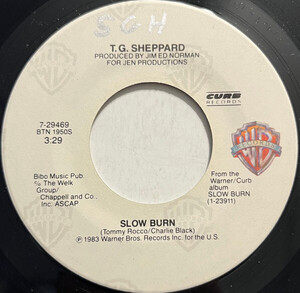 SGH
T.G. SHEPPARD
PRODUCED BY JIM ED NORMAN
FOR JEN PRODUCTIONS
CURB
RECORDS
7-29469
BTN 1950S
3:29
Bibo Music Pub.
℅ The Welk
Group/
Chappell and Co.
Inc. ASCAP
From the
Warner/Curb
album
SLOW BURN
(1-23911)
SLOW BURN
(Tommy Rocco/Charlie Black)
℗ 1983 Warner Bros. Records Inc. for the U.S.